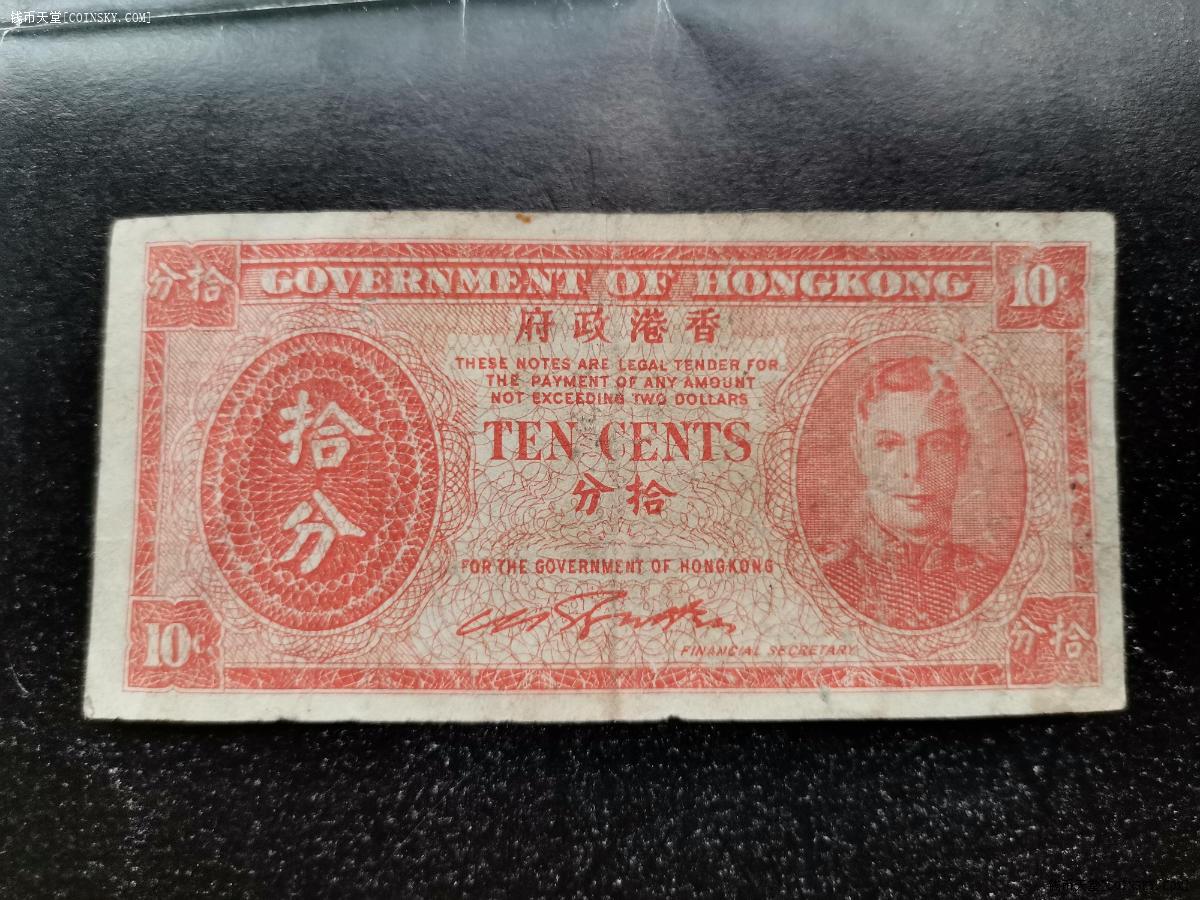 钱币天堂[COINSKY.COM]
分拾
GOVERNMENT OF HONGKONG
10¢
府政港香
THESE NOTES ARE LEGAL TENDER FOR
THE PAYMENT OF ANY AMOUNT
NOT EXCEEDING TWO DOLLARS
拾
分
TEN CENTS
分拾
FOR THE GOVERNMENT OF HONGKONG
FINANCIAL SECRETARY
10¢
分拾